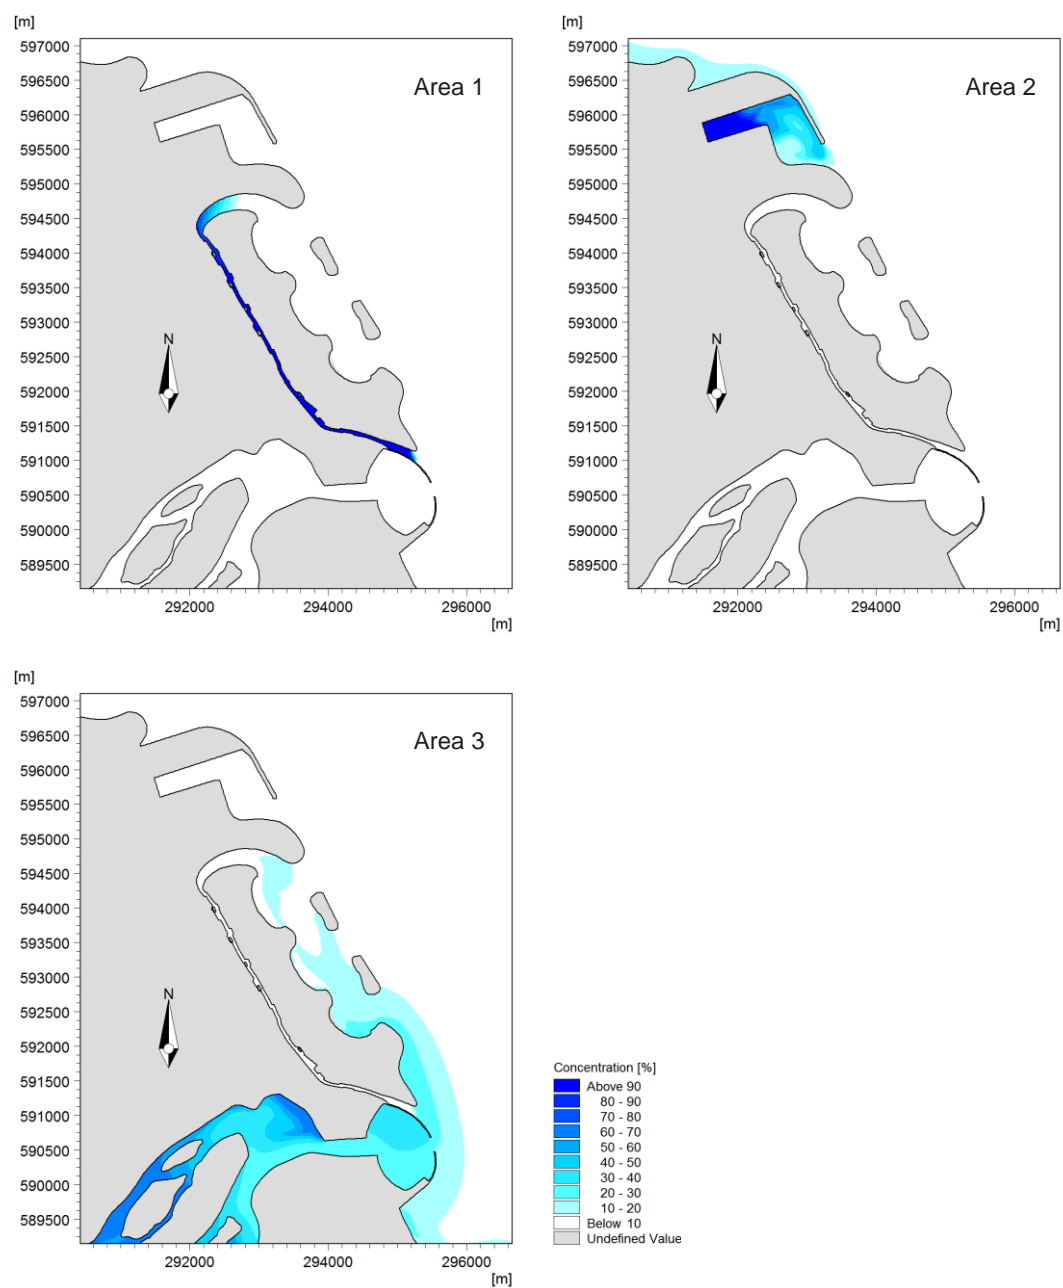 [m]
597000
596500
596000
595500
595000
594500
594000
593500
593000
592500
592000
591500
591000
590500
590000
589500
Area 1
N
292000 294000 296000
[m]
[m]
597000
596500
596000
595500
595000
594500
594000
593500
593000
592500
592000
591500
591000
590500
590000
589500
Area 2
N
292000 294000 296000
[m]
[m]
597000
596500
596000
595500
595000
594500
594000
593500
593000
592500
592000
591500
591000
590500
590000
589500
Area 3
N
292000 294000 296000
[m]
Concentration [%]
Above 90
80 - 90
70 - 80
60 - 70
50 - 60
40 - 50
30 - 40
20 - 30
10 - 20
Below 10
Undefined Value